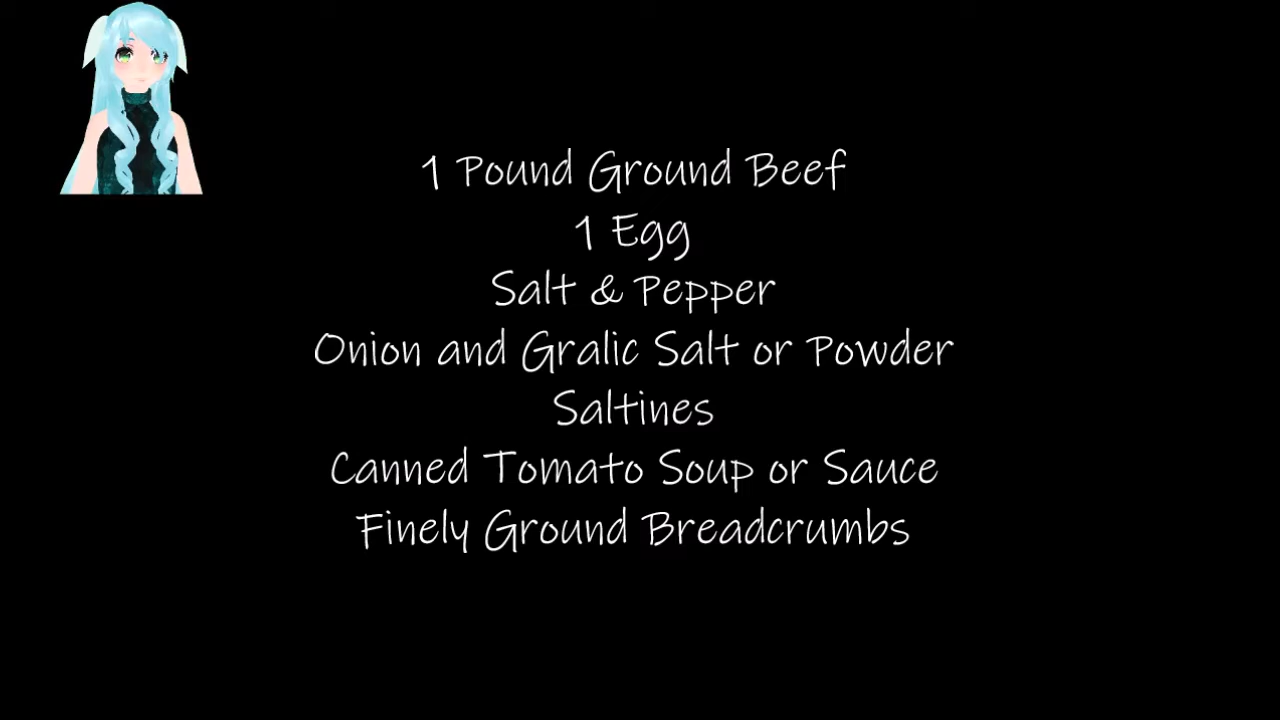 1 Pound Ground Beef
1 Egg
Salt & Pepper
Onion and Gralic Salt or Powder
Saltines
Canned Tomato Soup or Sauce
Finely Ground Breadcrumbs